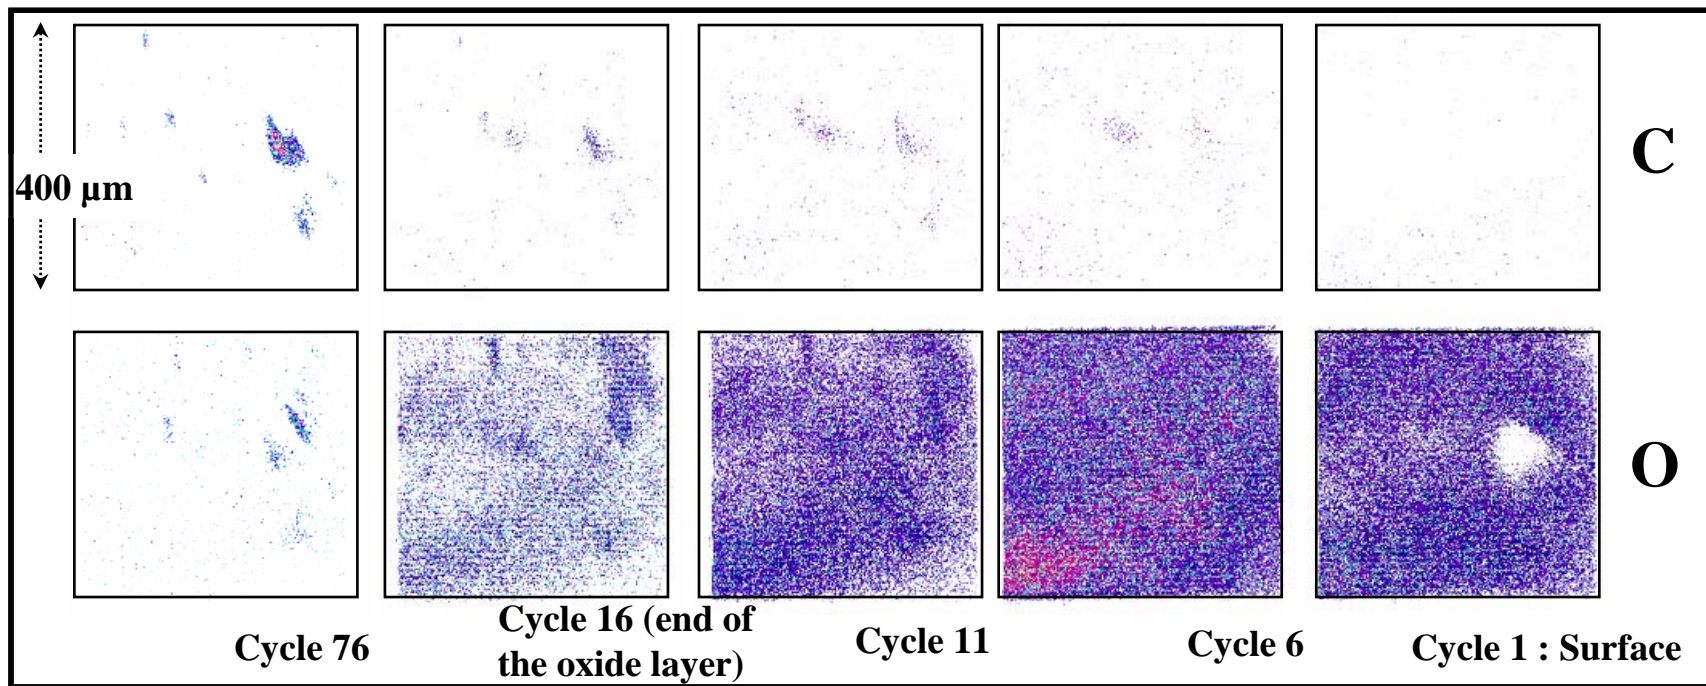 C
400 µm
O
Cycle 76
Cycle 16 (end of
the oxide layer)
Cycle 11
Cycle 6
Cycle 1 : Surface